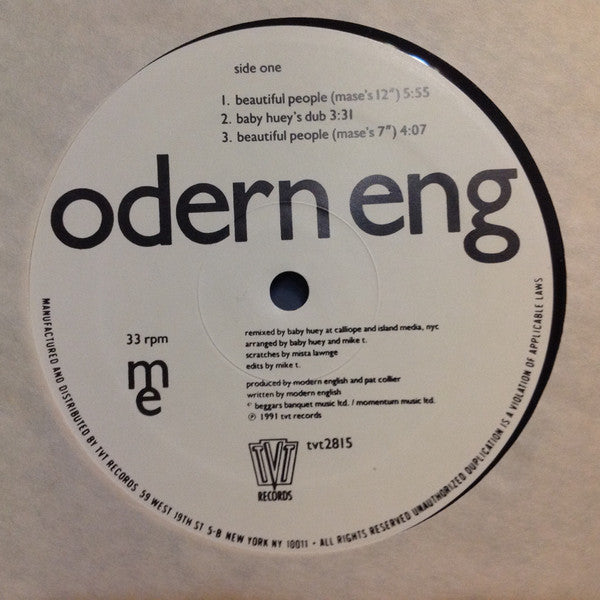 side one
1. beautiful people (mase's 12") 5:55
2. baby huey's dub 3:31
3. beautiful people (mase's 7") 4:07
odern eng
33 rpm
me
remixed by baby huey at calliope and island media, nyc
arranged by baby huey and mike t.
scratches by mista lawnge
edits by mike t.
produced by modern english and pat collier
written by modern english
© beggars banquet music ltd. / momentum music ltd.
℗ 1991 tvt records
TVT
RECORDS
tvt2815
MANUFACTURED AND DISTRIBUTED BY TVT RECORDS 59 WEST 19TH ST 5-B NEW YORK NY 10011 - ALL RIGHTS RESERVED UNAUTHORIZED DUPLICATION IS A VIOLATION OF APPLICABLE LAWS